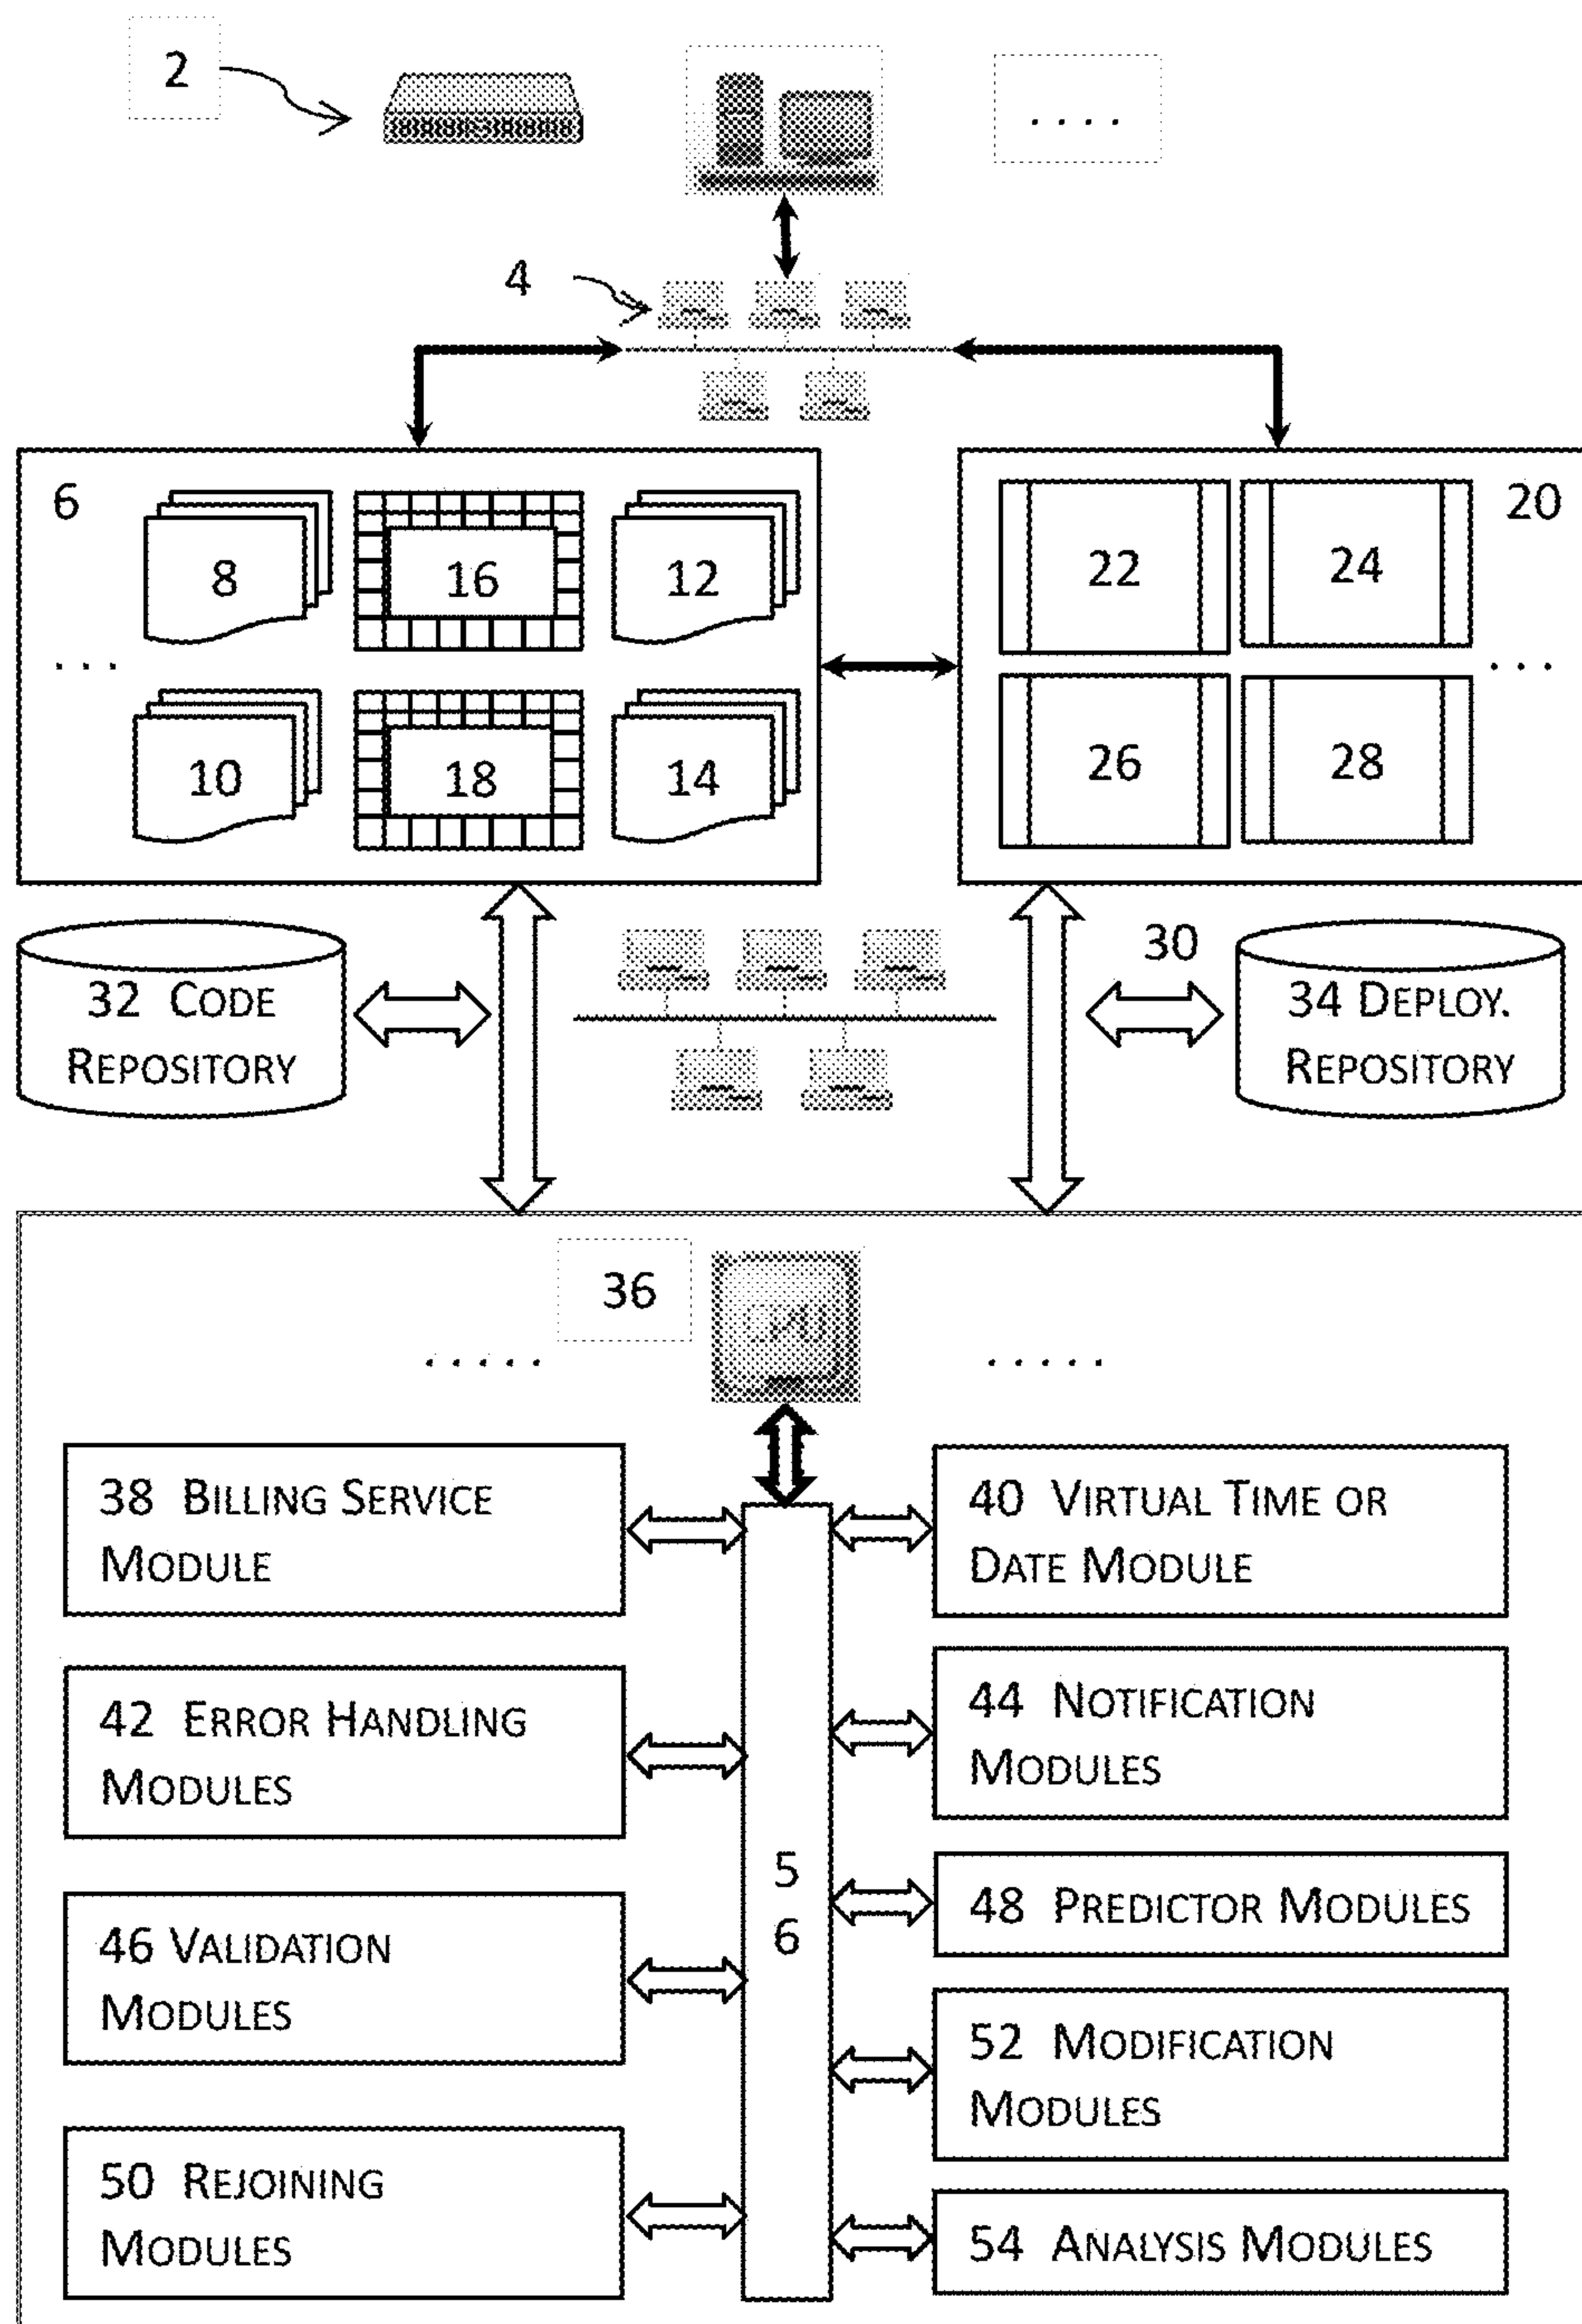 2
....
4
6
8
16
12
...
10
18
14
20
22
24
...
26
28
32 CODE
REPOSITORY
30
34 DEPLOY.
REPOSITORY
36
.....
.....
38 BILLING SERVICE
MODULE
40 VIRTUAL TIME OR
DATE MODULE
42 ERROR HANDLING
MODULES
44 NOTIFICATION
MODULES
5
6
46 VALIDATION
MODULES
48 PREDICTOR MODULES
52 MODIFICATION
MODULES
50 REJOINING
MODULES
54 ANALYSIS MODULES